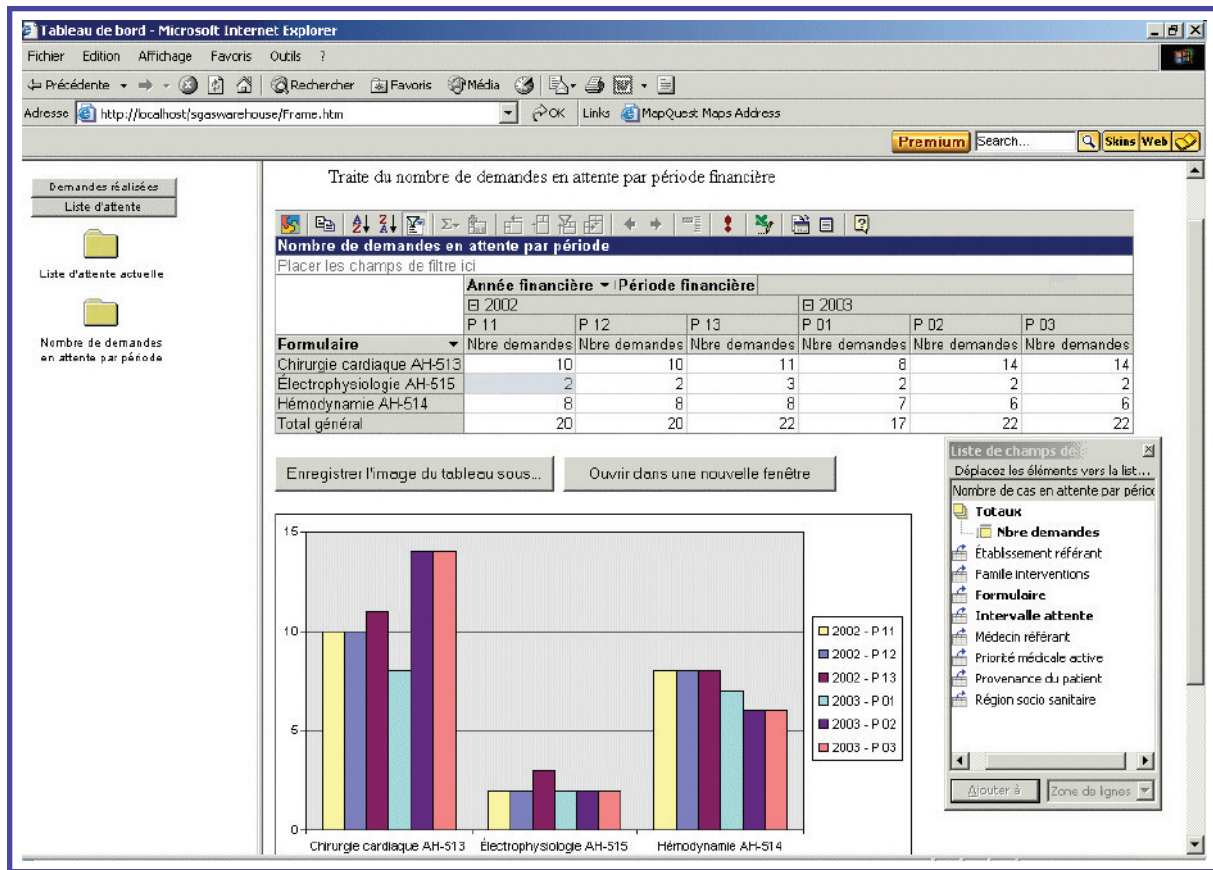 Tableau de bord - Microsoft Internet Explorer
Fichier Edition Affichage Favoris Outils ?
Précédente Rechercher Favoris Média
Adresse http://localhost/sgaswarehouse/Frame.htm OK Links MapQuest Maps Address
Premium Search... Skins Web
Demandes réalisées
Liste d'attente
Liste d'attente actuelle
Nombre de demandes
en attente par période
Traite du nombre de demandes en attente par période financière
Nombre de demandes en attente par période
Placer les champs de filtre ici
Année financière Période financière
2002 2003
P 11 P 12 P 13 P 01 P 02 P 03
Formulaire Nbre demandes Nbre demandes Nbre demandes Nbre demandes Nbre demandes Nbre demandes
Chirurgie cardiaque AH-513 10 10 11 8 14 14
Électrophysiologie AH-515 2 2 3 2 2 2
Hémodynamie AH-514 8 8 8 7 6 6
Total général 20 20 22 17 22 22
Enregistrer l'image du tableau sous... Ouvrir dans une nouvelle fenêtre
15
10
5
0
Chirurgie cardiaque AH-513 Électrophysiologie AH-515 Hémodynamie AH-514
2002 - P 11
2002 - P 12
2002 - P 13
2003 - P 01
2003 - P 02
2003 - P 03
Liste de champs de
Déplacez les éléments vers la list...
Nombre de cas en attente par pério
Totaux
Nbre demandes
Établissement référant
Famille interventions
Formulaire
Intervalle attente
Médecin référant
Priorité médicale active
Provenance du patient
Région socio sanitaire
Ajouter à Zone de lignes